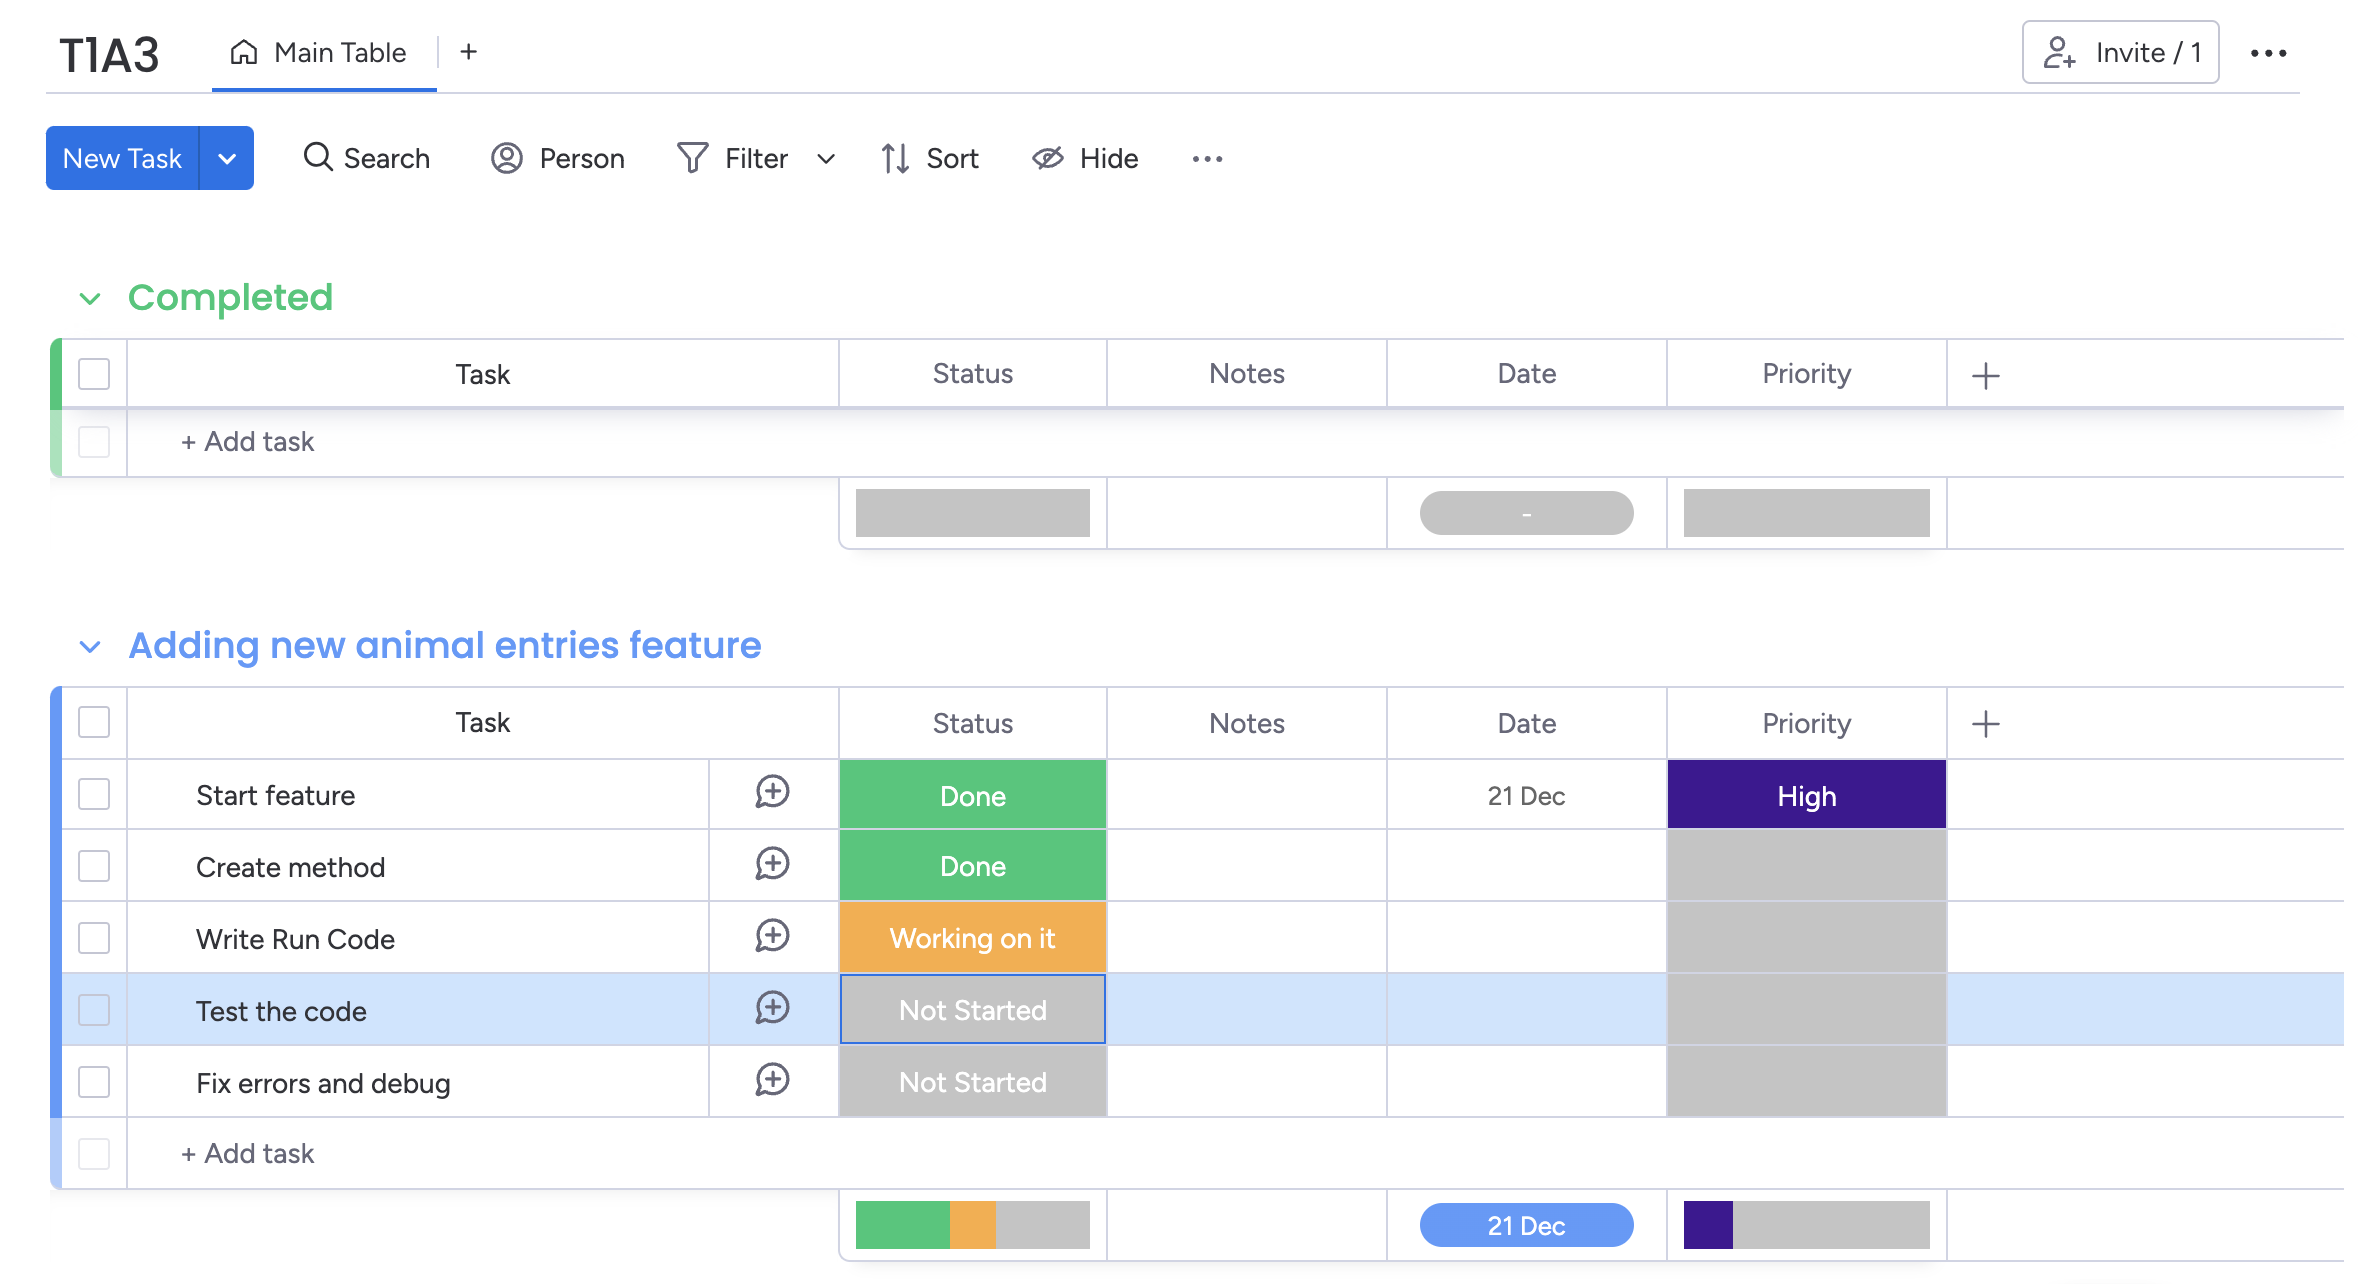 T1A3 Main Table + Invite / 1
New Task Search Person Filter Sort Hide
Completed
Task Status Notes Date Priority +
+ Add task
-
Adding new animal entries feature
Task Status Notes Date Priority +
Start feature Done 21 Dec High
Create method Done
Write Run Code Working on it
Test the code Not Started
Fix errors and debug Not Started
+ Add task
21 Dec